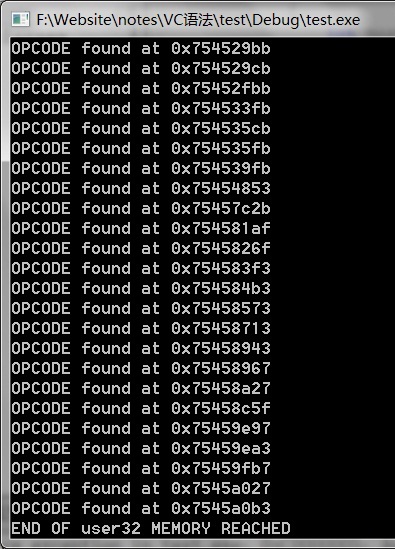 F:\Website\notes\VC语法\test\Debug\test.exe
OPCODE found at 0x754529bb
OPCODE found at 0x754529cb
OPCODE found at 0x75452fbb
OPCODE found at 0x754533fb
OPCODE found at 0x754535cb
OPCODE found at 0x754535fb
OPCODE found at 0x754539fb
OPCODE found at 0x75454853
OPCODE found at 0x75457c2b
OPCODE found at 0x754581af
OPCODE found at 0x7545826f
OPCODE found at 0x754583f3
OPCODE found at 0x754584b3
OPCODE found at 0x75458573
OPCODE found at 0x75458713
OPCODE found at 0x75458943
OPCODE found at 0x75458967
OPCODE found at 0x75458a27
OPCODE found at 0x75458c5f
OPCODE found at 0x75459e97
OPCODE found at 0x75459ea3
OPCODE found at 0x75459fb7
OPCODE found at 0x7545a027
OPCODE found at 0x7545a0b3
END OF user32 MEMORY REACHED